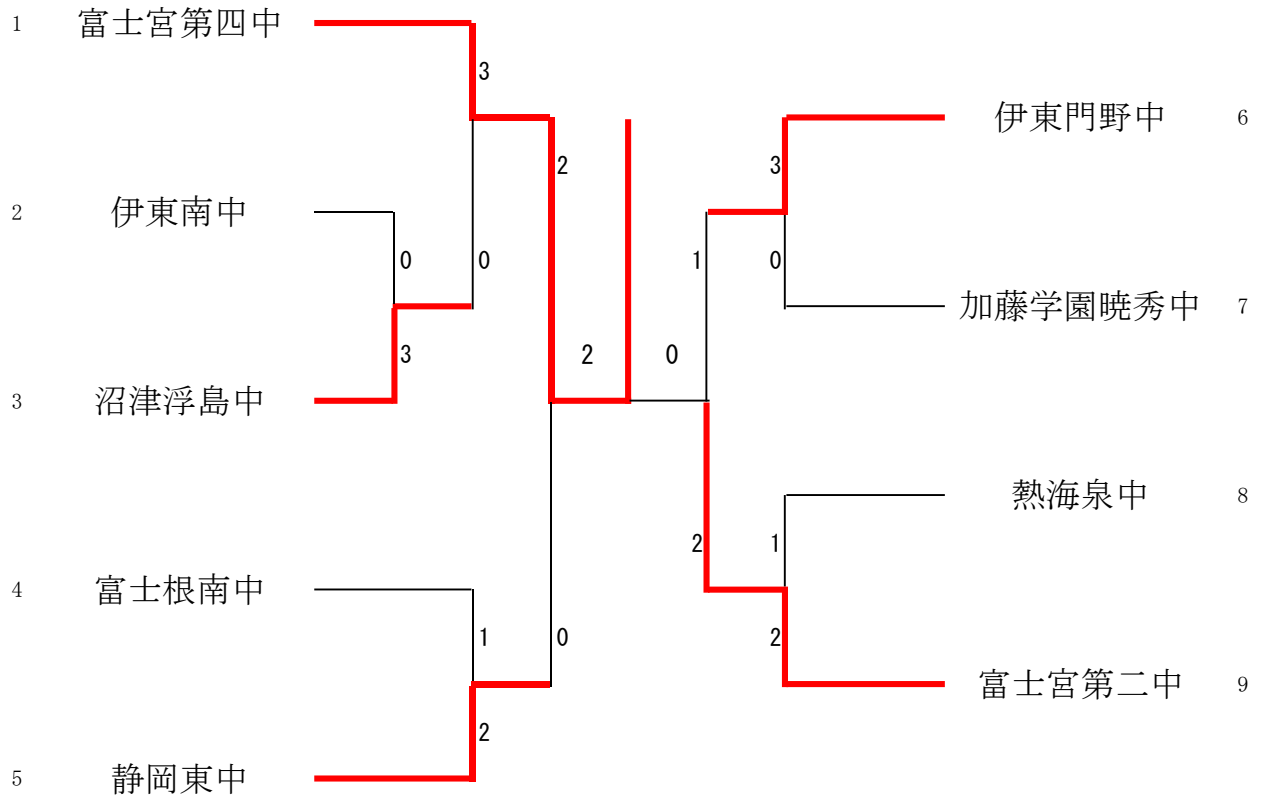 1 富士宮第四中
3
伊東門野中 6
2
3
2 伊東南中
0
0
1
0
加藤学園暁秀中 7
3
2
0
3 沼津浮島中
熱海泉中 8
2
1
4 富士根南中
1
0
2
富士宮第二中 9
2
5 静岡東中